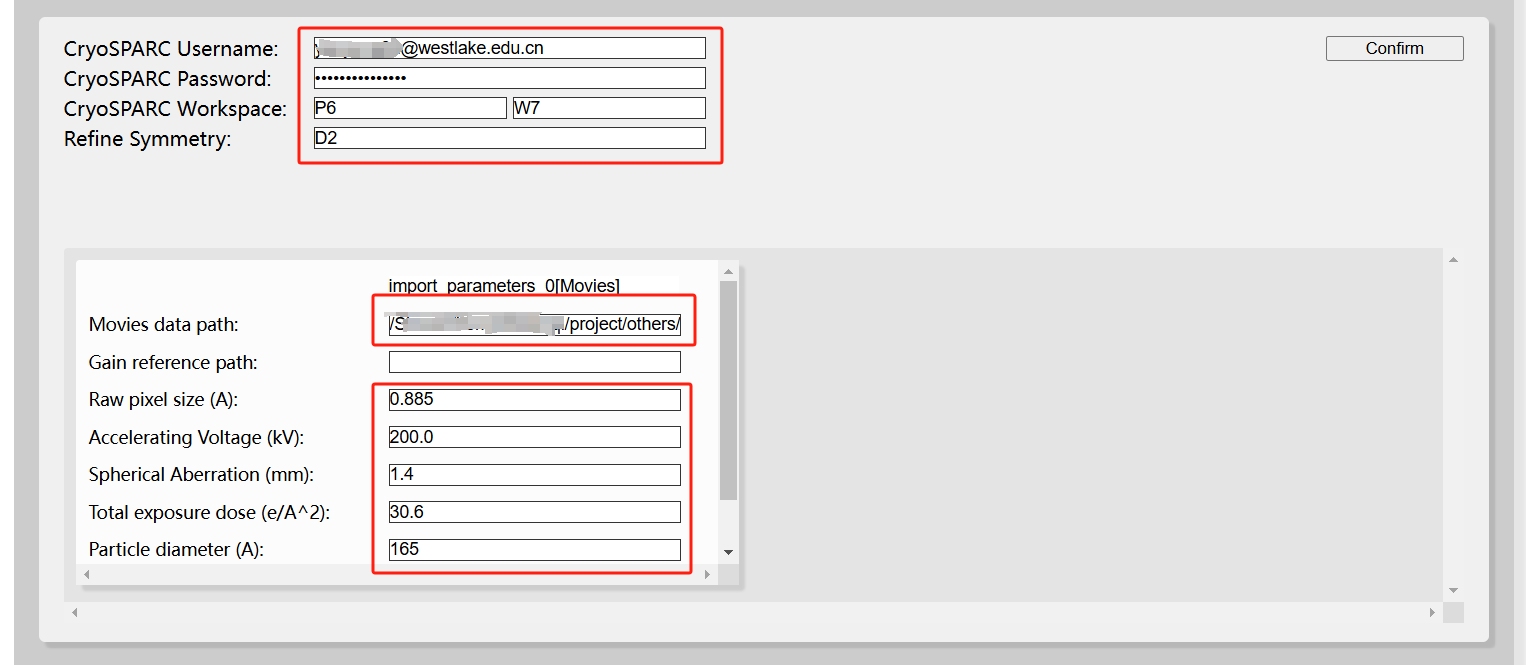 CryoSPARC Username: @westlake.edu.cn Confirm
CryoSPARC Password: •••••••••••••••
CryoSPARC Workspace: P6 W7
Refine Symmetry: D2
import_parameters_0[Movies]
Movies data path: /project/others/
Gain reference path:
Raw pixel size (A): 0.885
Accelerating Voltage (kV): 200.0
Spherical Aberration (mm): 1.4
Total exposure dose (e/A^2): 30.6
Particle diameter (A): 165